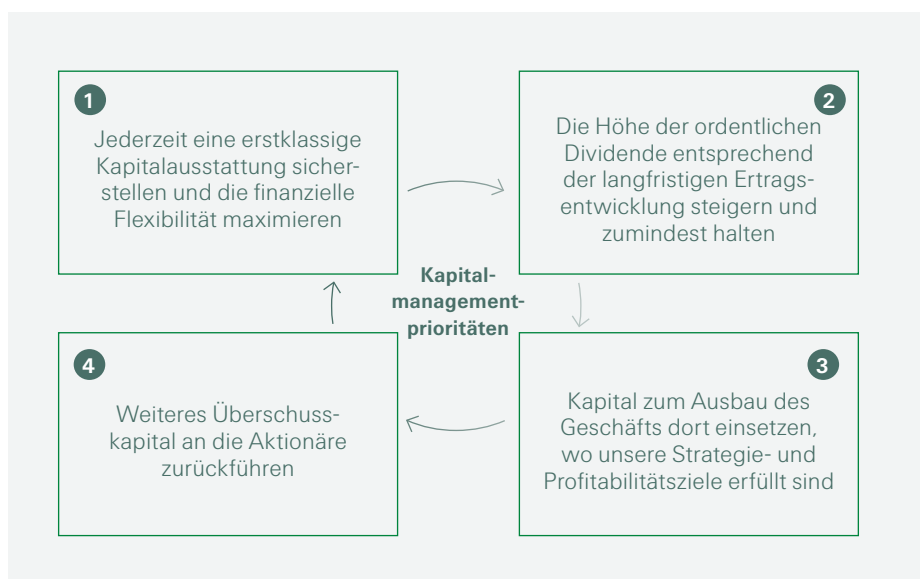 1
Jederzeit eine erstklassige
Kapitalausstattung sicher-
stellen und die finanzielle
Flexibilität maximieren
2
Die Höhe der ordentlichen
Dividende entsprechend
der langfristigen Ertrags-
entwicklung steigern und
zumindest halten
Kapital-
management-
prioritäten
3
Kapital zum Ausbau des
Geschäfts dort einsetzen,
wo unsere Strategie- und
Profitabilitätsziele erfüllt sind
4
Weiteres Überschuss-
kapital an die Aktionäre
zurückführen